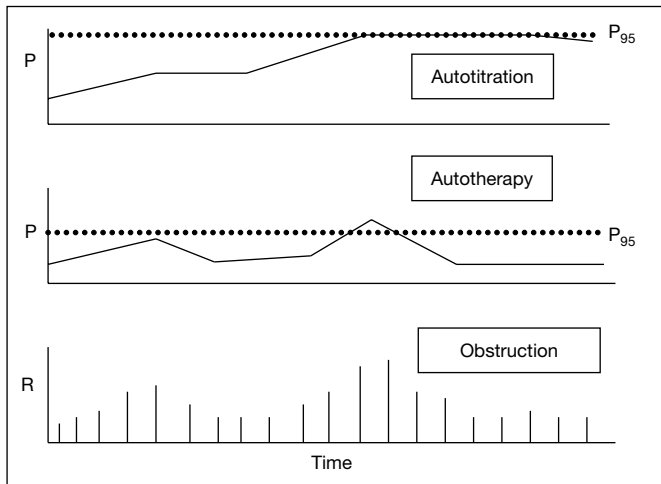 P
P95
Autotitration
Autotherapy
P
P95
Obstruction
R
Time